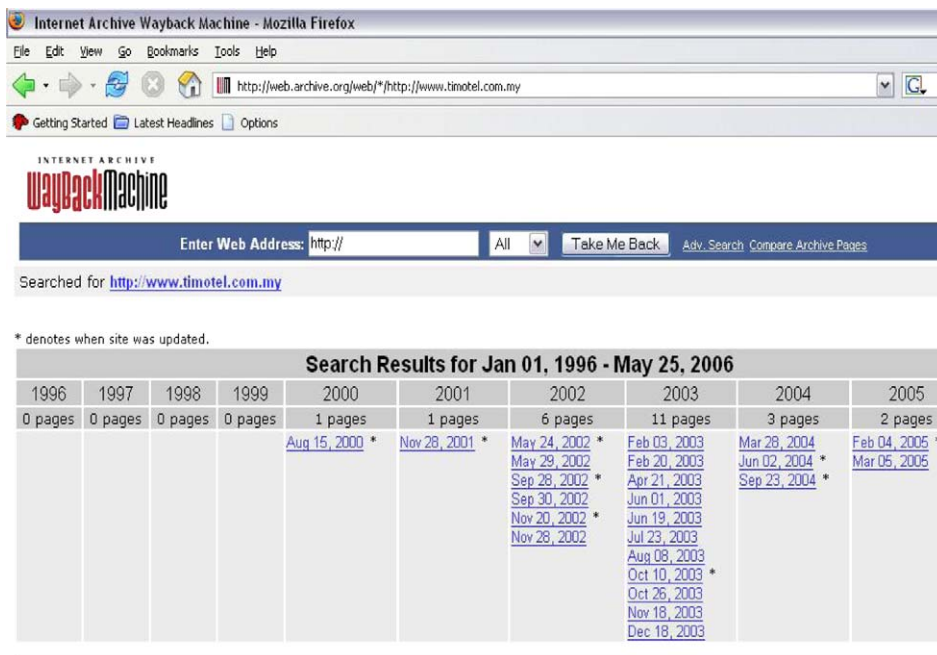 Internet Archive Wayback Machine - Mozilla Firefox
File Edit View Go Bookmarks Tools Help
http://web.archive.org/web/*/http://www.timotel.com.my G
Getting Started Latest Headlines Options
INTERNET ARCHIVE
WayBackMachine
Enter Web Address: http:// All Take Me Back Adv. Search Compare Archive Pages
Searched for http://www.timotel.com.my
* denotes when site was updated.
Search Results for Jan 01, 1996 - May 25, 2006
1996 1997 1998 1999 2000 2001 2002 2003 2004 2005
0 pages 0 pages 0 pages 0 pages 1 pages 1 pages 6 pages 11 pages 3 pages 2 pages
Aug 15, 2000 * Nov 28, 2001 * May 24, 2002 * Feb 03, 2003 Mar 28, 2004 Feb 04, 2005 *
May 29, 2002 Feb 20, 2003 Jun 02, 2004 * Mar 05, 2005
Sep 28, 2002 * Apr 21, 2003 Sep 23, 2004 *
Sep 30, 2002 Jun 01, 2003
Nov 20, 2002 * Jun 19, 2003
Nov 28, 2002 Jul 23, 2003
Aug 08, 2003
Oct 10, 2003 *
Oct 26, 2003
Nov 18, 2003
Dec 18, 2003